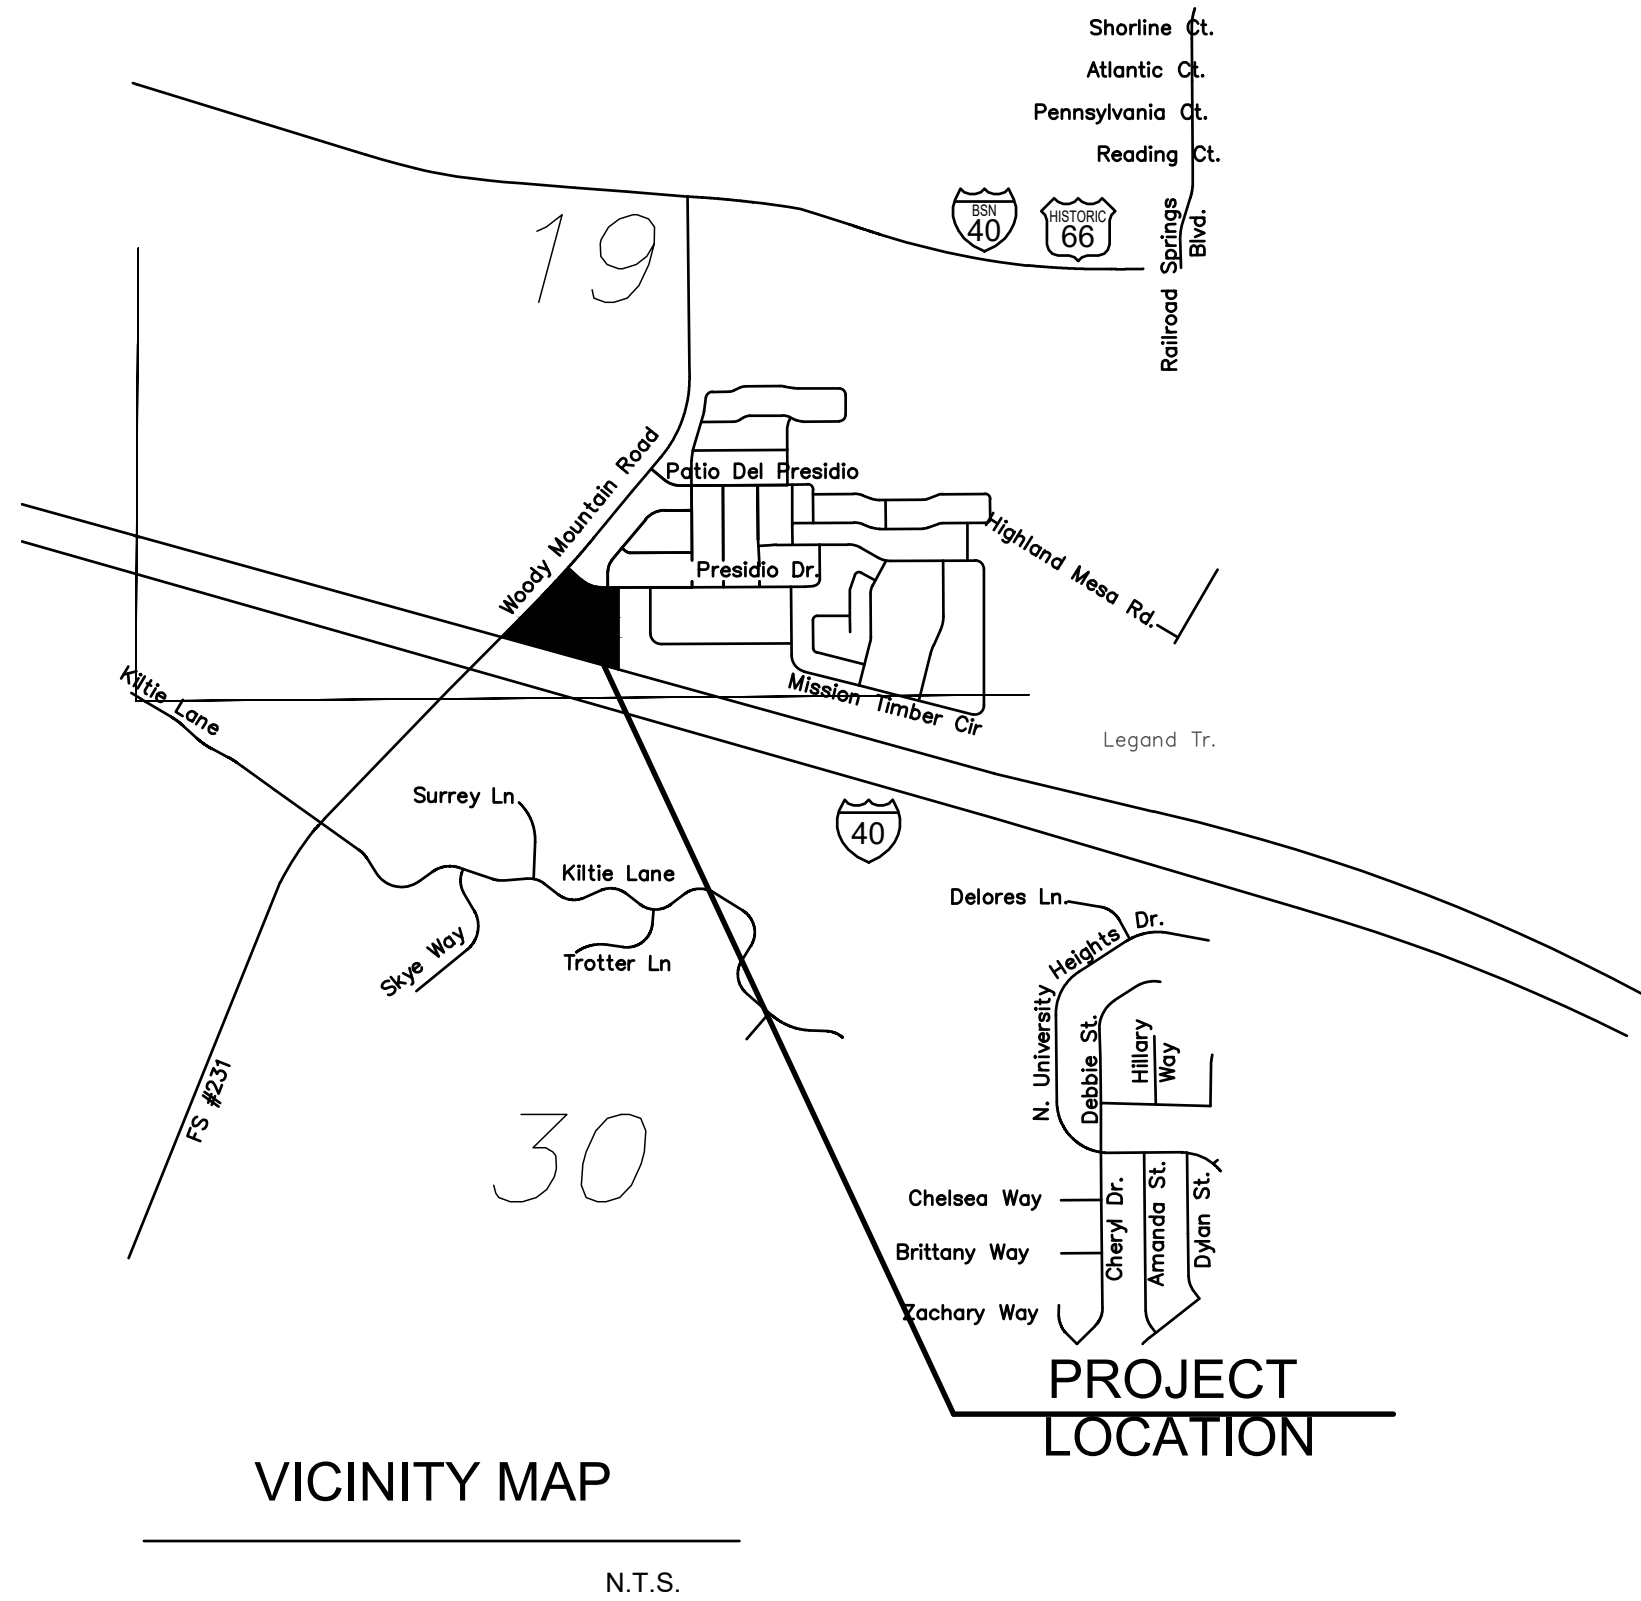 Shorline Ct.
Atlantic Ct.
Pennsylvania Ct.
Reading Ct.
BSN
40
HISTORIC
66
Railroad Springs
Blvd.
19
Woody Mountain Road
Patio Del Presidio
Highland Mesa Rd.
Presidio Dr.
Kiltie Lane
Mission Timber Cir
Legand Tr.
Surrey Ln.
40
Kiltie Lane
Delores Ln.
N. University Heights Dr.
Skye Way
Trotter Ln
Debbie St.
Hillary
Way
FS #231
30
Chelsea Way
Cheryl Dr.
Amanda St.
Dylan St.
Brittany Way
Zachary Way
PROJECT
LOCATION
VICINITY MAP
N.T.S.